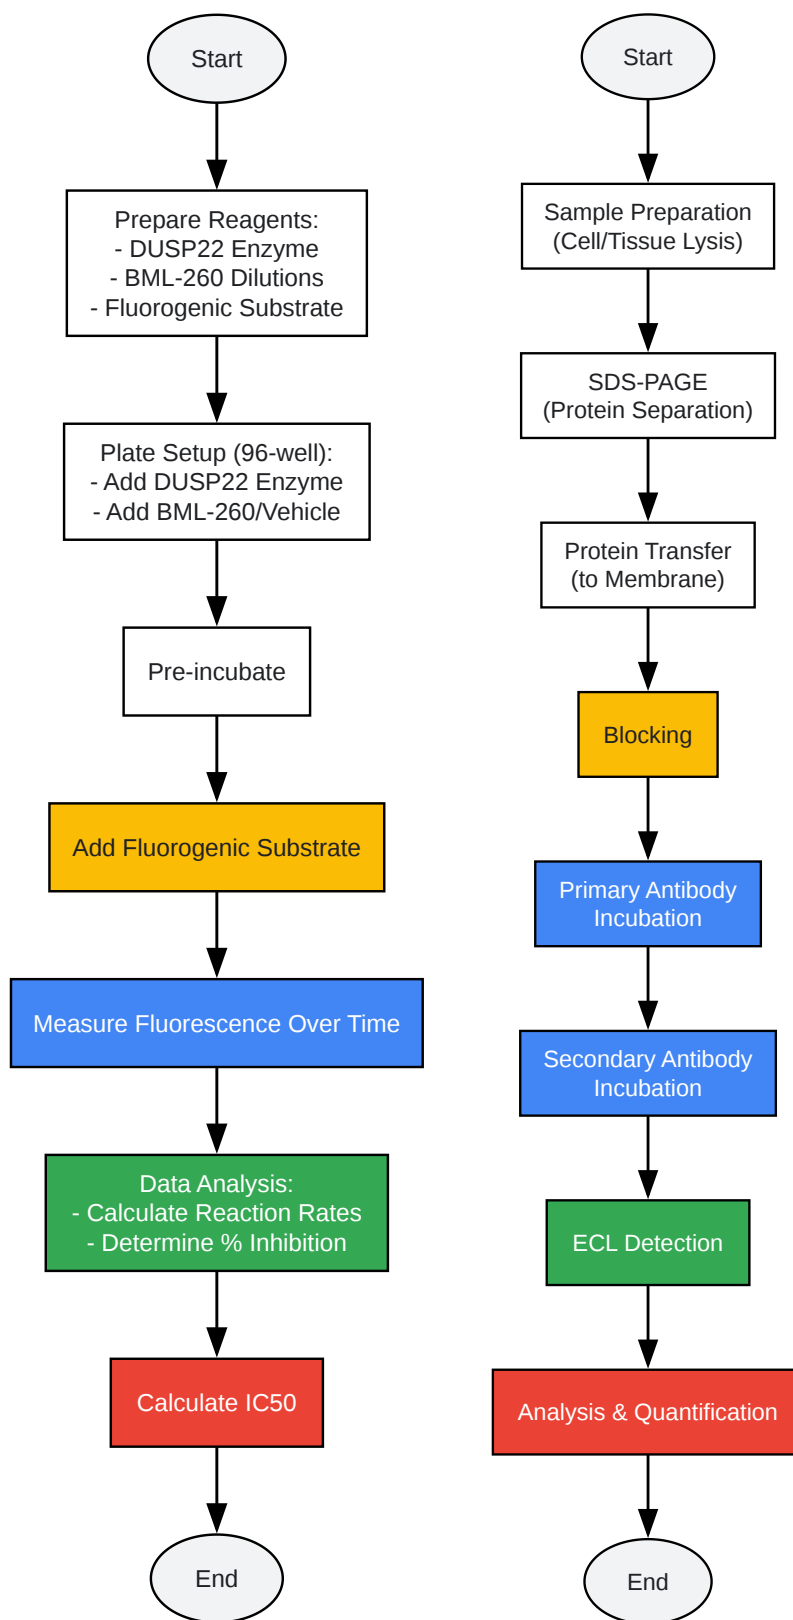 Start
Prepare Reagents:
- DUSP22 Enzyme
- BML-260 Dilutions
- Fluorogenic Substrate
Plate Setup (96-well):
- Add DUSP22 Enzyme
- Add BML-260/Vehicle
Pre-incubate
Add Fluorogenic Substrate
Measure Fluorescence Over Time
Data Analysis:
- Calculate Reaction Rates
- Determine % Inhibition
Calculate IC50
End
Start
Sample Preparation
(Cell/Tissue Lysis)
SDS-PAGE
(Protein Separation)
Protein Transfer
(to Membrane)
Blocking
Primary Antibody
Incubation
Secondary Antibody
Incubation
ECL Detection
Analysis & Quantification
End